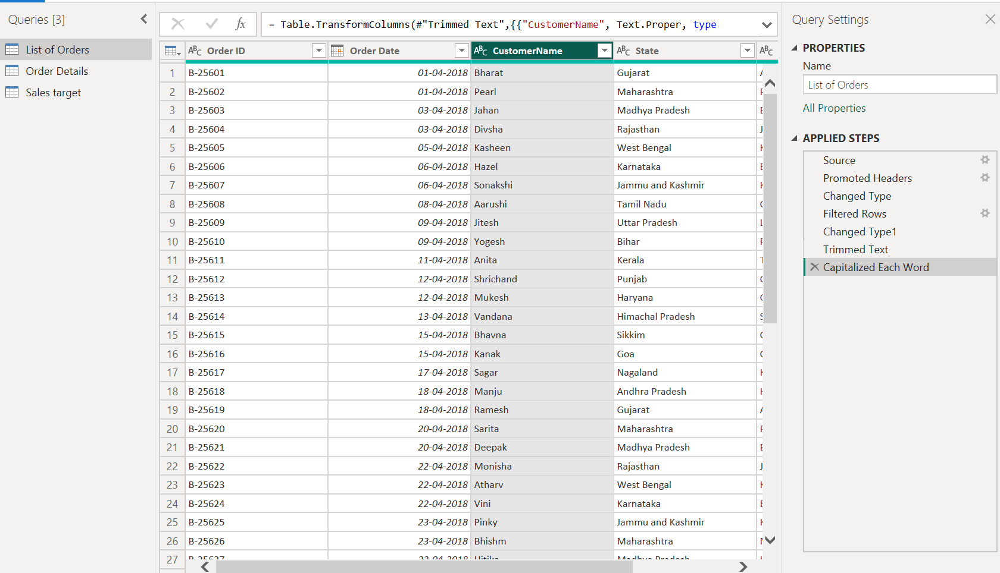 Queries [3]
List of Orders
Order Details
Sales target
fx = Table.TransformColumns(#"Trimmed Text",{{"CustomerName", Text.Proper, type
Order ID Order Date CustomerName State
1 B-25601 01-04-2018 Bharat Gujarat
2 B-25602 01-04-2018 Pearl Maharashtra
3 B-25603 03-04-2018 Jahan Madhya Pradesh
4 B-25604 03-04-2018 Divsha Rajasthan
5 B-25605 05-04-2018 Kasheen West Bengal
6 B-25606 06-04-2018 Hazel Karnataka
7 B-25607 06-04-2018 Sonakshi Jammu and Kashmir
8 B-25608 08-04-2018 Aarushi Tamil Nadu
9 B-25609 09-04-2018 Jitesh Uttar Pradesh
10 B-25610 09-04-2018 Yogesh Bihar
11 B-25611 11-04-2018 Anita Kerala
12 B-25612 12-04-2018 Shrichand Punjab
13 B-25613 12-04-2018 Mukesh Haryana
14 B-25614 13-04-2018 Vandana Himachal Pradesh
15 B-25615 15-04-2018 Bhavna Sikkim
16 B-25616 15-04-2018 Kanak Goa
17 B-25617 17-04-2018 Sagar Nagaland
18 B-25618 18-04-2018 Manju Andhra Pradesh
19 B-25619 18-04-2018 Ramesh Gujarat
20 B-25620 20-04-2018 Sarita Maharashtra
21 B-25621 20-04-2018 Deepak Madhya Pradesh
22 B-25622 22-04-2018 Monisha Rajasthan
23 B-25623 22-04-2018 Atharv West Bengal
24 B-25624 22-04-2018 Vini Karnataka
25 B-25625 23-04-2018 Pinky Jammu and Kashmir
26 B-25626 23-04-2018 Bhishm Maharashtra
27
Query Settings
PROPERTIES
Name
List of Orders
All Properties
APPLIED STEPS
Source
Promoted Headers
Changed Type
Filtered Rows
Changed Type1
Trimmed Text
Capitalized Each Word